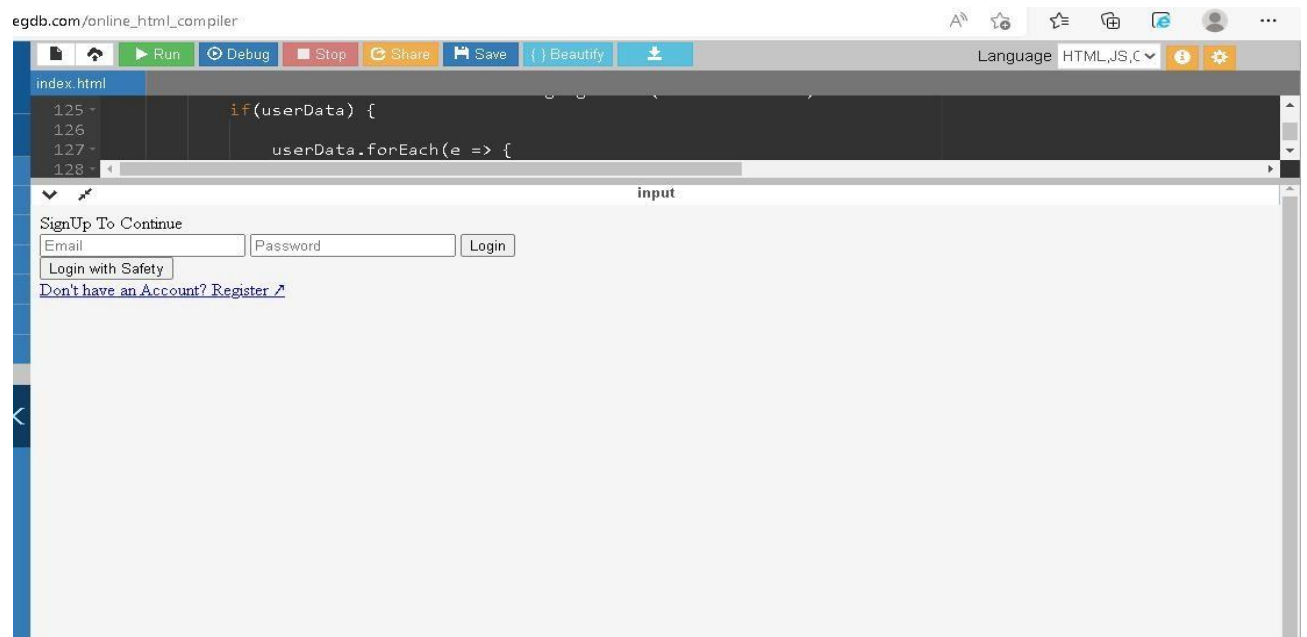 egdb.com/online_html_compiler
Run Debug Stop Share Save { } Beautify Language HTML,JS,C
index.html
125 if(userData) {
126
127 userData.forEach(e => {
128
input
SignUp To Continue
Email Password Login
Login with Safety
Don't have an Account? Register ↗